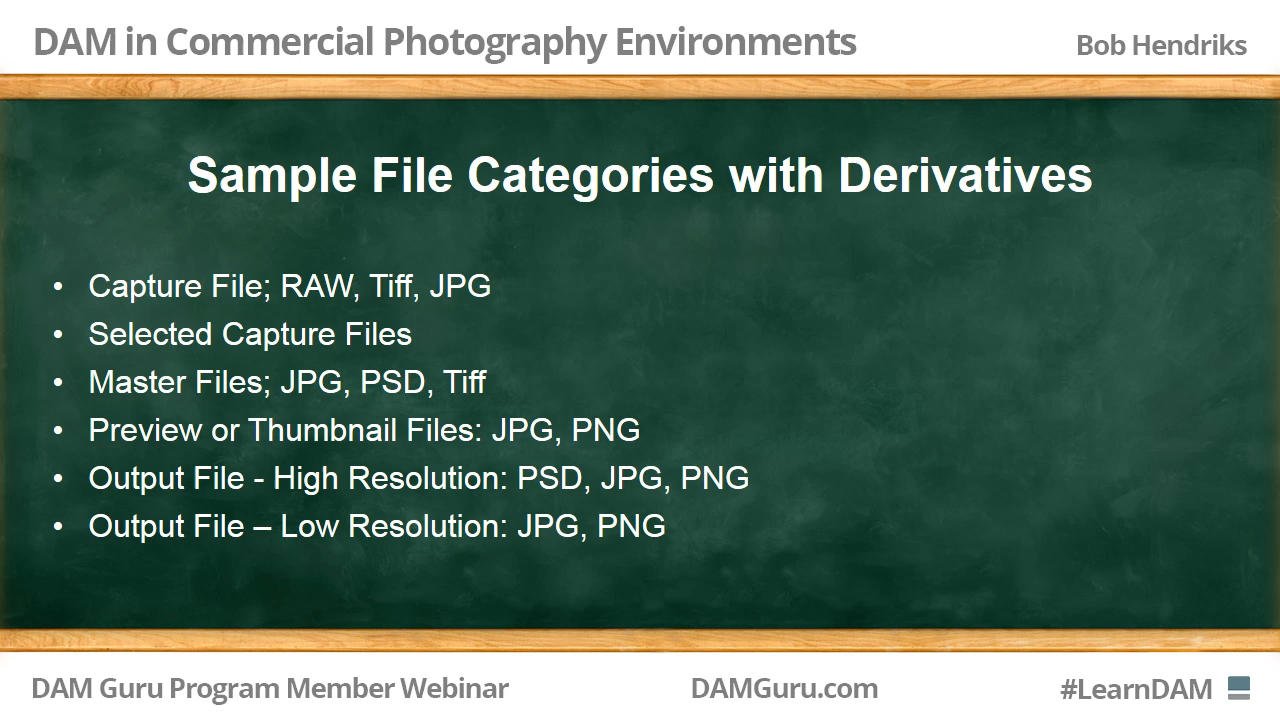 DAM in Commercial Photography Environments
Bob Hendriks
Sample File Categories with Derivatives
• Capture File; RAW, Tiff, JPG
• Selected Capture Files
• Master Files; JPG, PSD, Tiff
• Preview or Thumbnail Files: JPG, PNG
• Output File - High Resolution: PSD, JPG, PNG
• Output File – Low Resolution: JPG, PNG
DAM Guru Program Member Webinar
DAMGuru.com
#LearnDAM